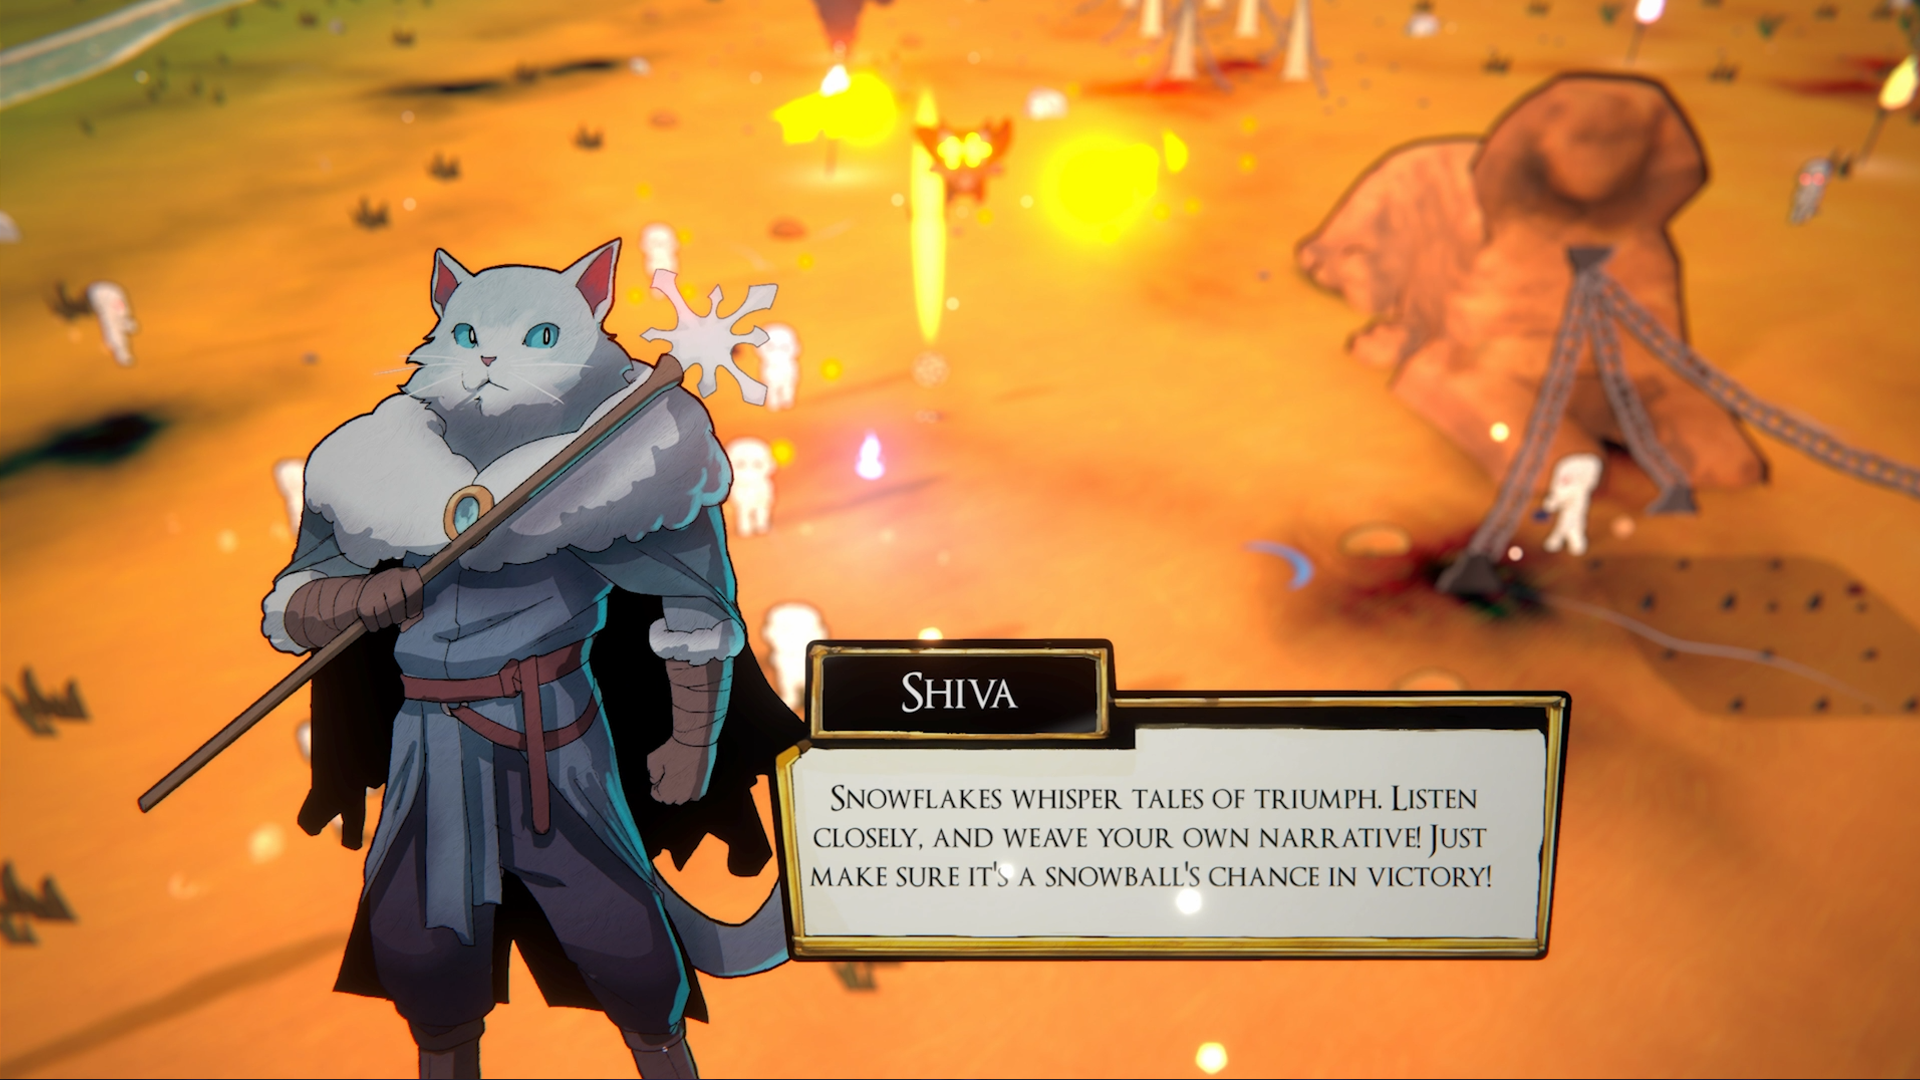 Shiva
Snowflakes whisper tales of triumph. Listen
closely, and weave your own narrative! Just
make sure it's a snowball's chance in victory!